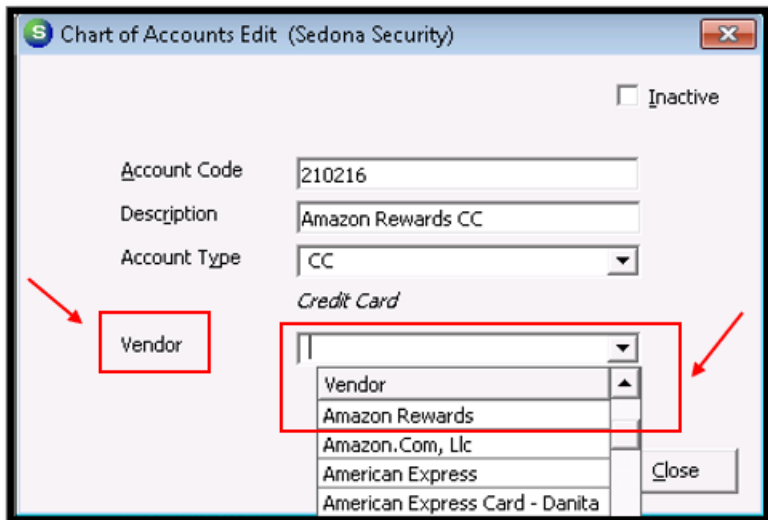 S Chart of Accounts Edit (Sedona Security)
Inactive
Account Code 210216
Description Amazon Rewards CC
Account Type CC
Credit Card
Vendor
Vendor
Amazon Rewards
Amazon.Com, Llc
American Express
Close
American Express Card - Danita